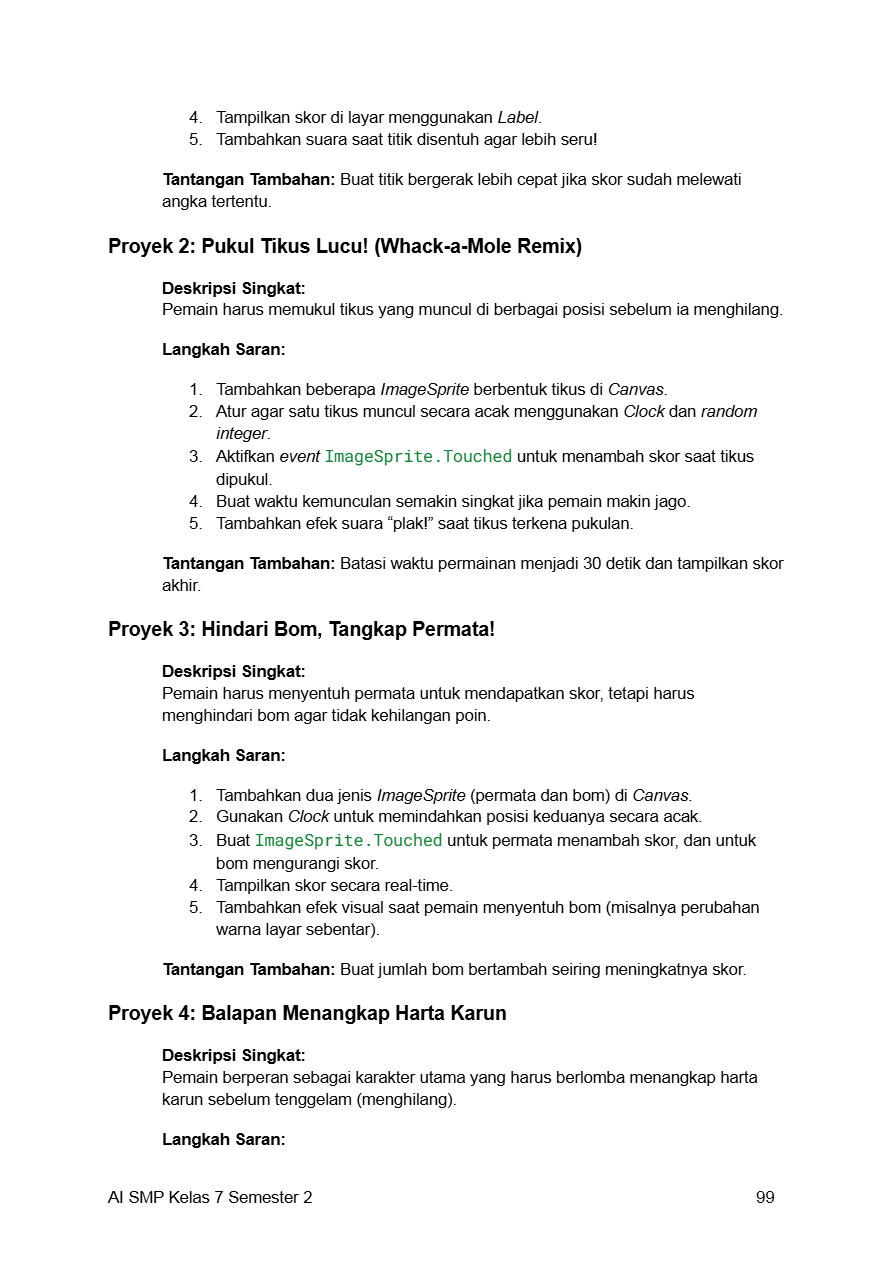 4. Tampilkan skor di layar menggunakan Label.
5. Tambahkan suara saat titik disentuh agar lebih seru!
Tantangan Tambahan: Buat titik bergerak lebih cepat jika skor sudah melewati
angka tertentu.
Proyek 2: Pukul Tikus Lucu! (Whack-a-Mole Remix)
Deskripsi Singkat:
Pemain harus memukul tikus yang muncul di berbagai posisi sebelum ia menghilang.
Langkah Saran:
1. Tambahkan beberapa ImageSprite berbentuk tikus di Canvas.
2. Atur agar satu tikus muncul secara acak menggunakan Clock dan random
integer.
3. Aktifkan event ImageSprite.Touched untuk menambah skor saat tikus
dipukul.
4. Buat waktu kemunculan semakin singkat jika pemain makin jago.
5. Tambahkan efek suara “plak!” saat tikus terkena pukulan.
Tantangan Tambahan: Batasi waktu permainan menjadi 30 detik dan tampilkan skor
akhir.
Proyek 3: Hindari Bom, Tangkap Permata!
Deskripsi Singkat:
Pemain harus menyentuh permata untuk mendapatkan skor, tetapi harus
menghindari bom agar tidak kehilangan poin.
Langkah Saran:
1. Tambahkan dua jenis ImageSprite (permata dan bom) di Canvas.
2. Gunakan Clock untuk memindahkan posisi keduanya secara acak.
3. Buat ImageSprite.Touched untuk permata menambah skor, dan untuk
bom mengurangi skor.
4. Tampilkan skor secara real-time.
5. Tambahkan efek visual saat pemain menyentuh bom (misalnya perubahan
warna layar sebentar).
Tantangan Tambahan: Buat jumlah bom bertambah seiring meningkatnya skor.
Proyek 4: Balapan Menangkap Harta Karun
Deskripsi Singkat:
Pemain berperan sebagai karakter utama yang harus berlomba menangkap harta
karun sebelum tenggelam (menghilang).
Langkah Saran:
AI SMP Kelas 7 Semester 2 99